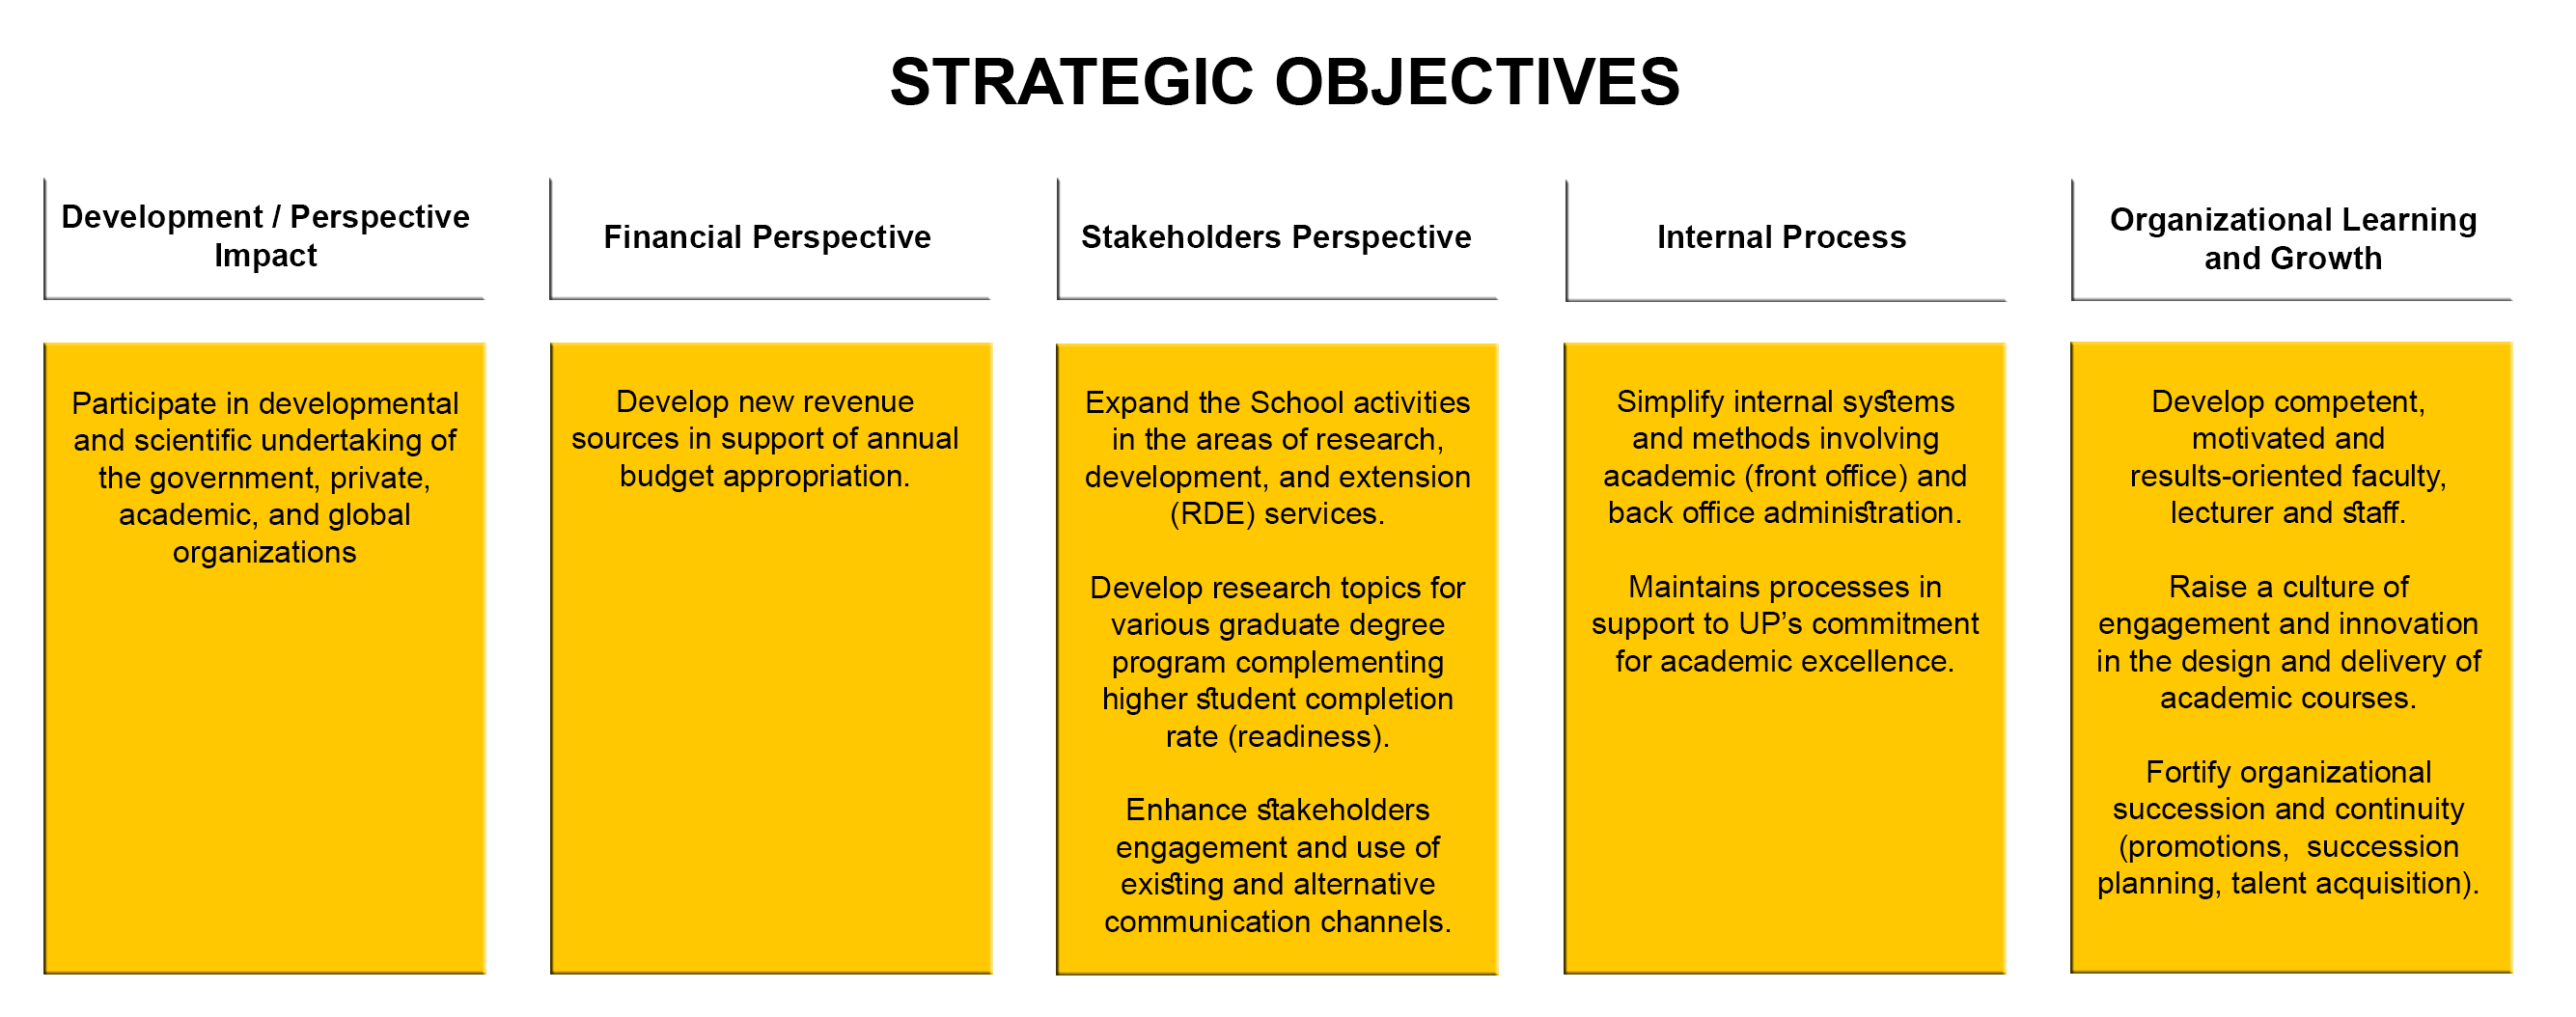 STRATEGIC OBJECTIVES
Development / Perspective
Impact
Participate in developmental
and scientific undertaking of
the government, private,
academic, and global
organizations
Financial Perspective
Develop new revenue
sources in support of annual
budget appropriation.
Stakeholders Perspective
Expand the School activities
in the areas of research,
development, and extension
(RDE) services.
Develop research topics for
various graduate degree
program complementing
higher student completion
rate (readiness).
Enhance stakeholders
engagement and use of
existing and alternative
communication channels.
Internal Process
Simplify internal systems
and methods involving
academic (front office) and
back office administration.
Maintains processes in
support to UP’s commitment
for academic excellence.
Organizational Learning
and Growth
Develop competent,
motivated and
results-oriented faculty,
lecturer and staff.
Raise a culture of
engagement and innovation
in the design and delivery of
academic courses.
Fortify organizational
succession and continuity
(promotions,  succession
planning, talent acquisition).